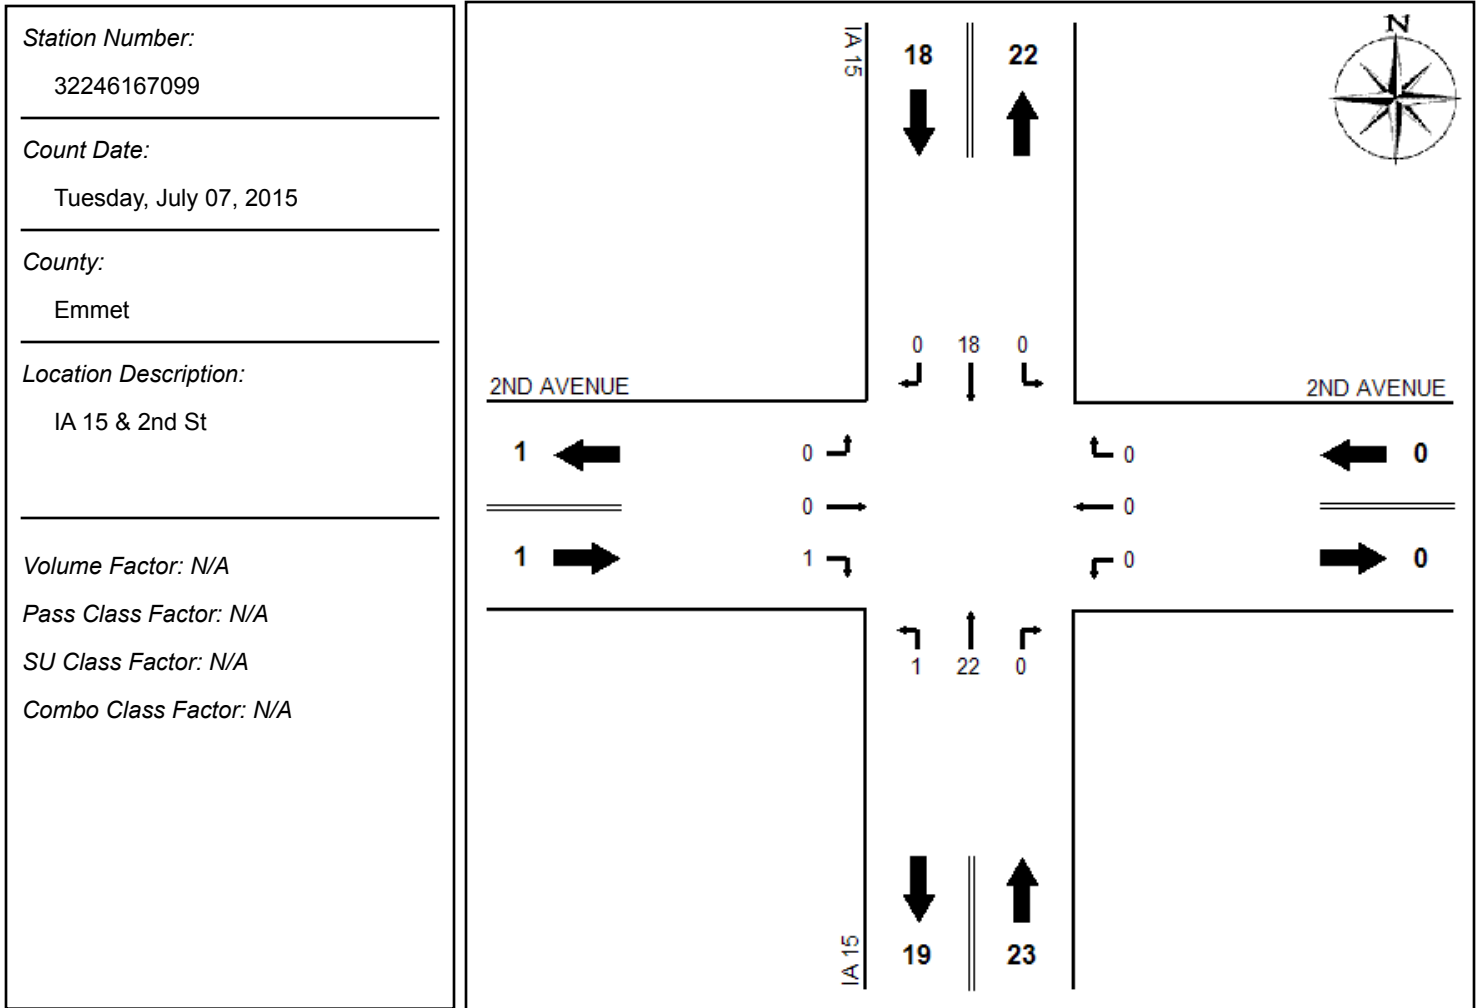 Station Number:
32246167099
Count Date:
Tuesday, July 07, 2015
County:
Emmet
Location Description:
IA 15 & 2nd St
Volume Factor: N/A
Pass Class Factor: N/A
SU Class Factor: N/A
Combo Class Factor: N/A
N
IA 15
18 22
0 18 0
2ND AVENUE
2ND AVENUE
1 0 0 0
0 0
1 1 0 0
1 22 0
IA 15
19 23